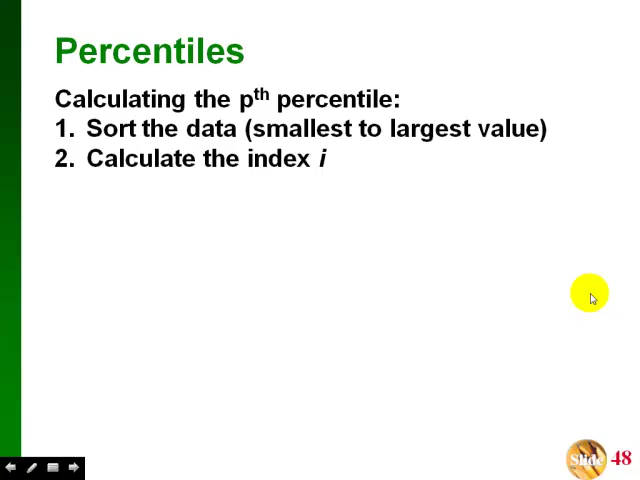 Percentiles
Calculating the pth percentile:
1. Sort the data (smallest to largest value)
2. Calculate the index i
Slide 48